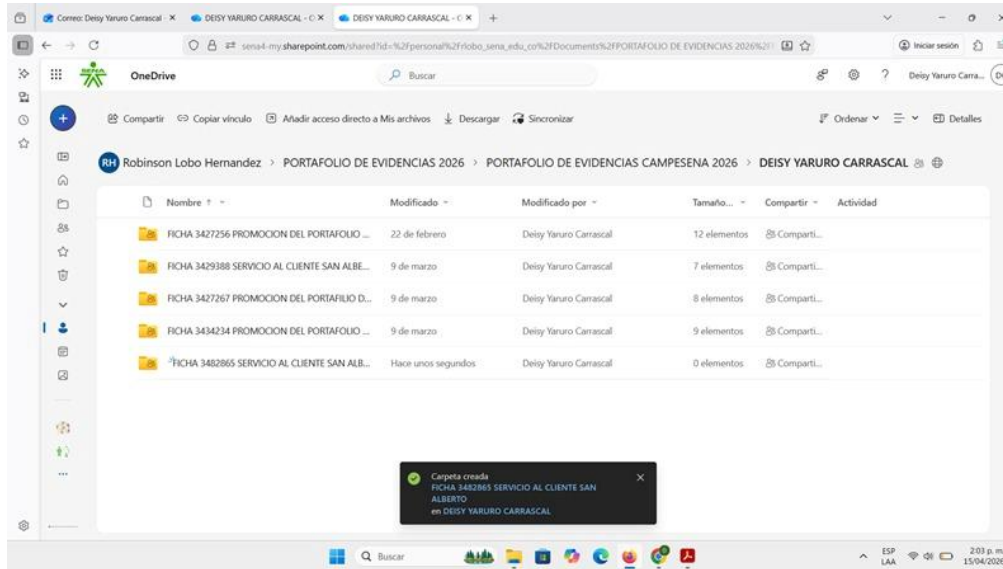 Correo: Deisy Yaruro Carrascal -
DEISY YARURO CARRASCAL - O
DEISY YARURO CARRASCAL - O
sena4-my.sharepoint.com/shared?id=%2Fpersonal%2Frlobo_sena_edu_co%2FDocuments%2FPORTAFOLIO DE EVIDENCIAS 2026%2F
Iniciar sesión
SENA
OneDrive
Buscar
Deisy Yaruro Carra...
Compartir Copiar vínculo Añadir acceso directo a Mis archivos Descargar Sincronizar
Ordenar Detalles
RH Robinson Lobo Hernandez > PORTAFOLIO DE EVIDENCIAS 2026 > PORTAFOLIO DE EVIDENCIAS CAMPESENA 2026 > DEISY YARURO CARRASCAL
Nombre ↑ Modificado Modificado por Tamaño... Compartir Actividad
FICHA 3427256 PROMOCION DEL PORTAFOLIO ... 22 de febrero Deisy Yaruro Carrascal 12 elementos Comparti...
FICHA 3429388 SERVICIO AL CLIENTE SAN ALBE... 9 de marzo Deisy Yaruro Carrascal 7 elementos Comparti...
FICHA 3427267 PROMOCION DEL PORTAFILIO D... 9 de marzo Deisy Yaruro Carrascal 8 elementos Comparti...
FICHA 3434234 PROMOCION DEL PORTAFOLIO ... 9 de marzo Deisy Yaruro Carrascal 9 elementos Comparti...
FICHA 3482865 SERVICIO AL CLIENTE SAN ALB... Hace unos segundos Deisy Yaruro Carrascal 0 elementos Comparti...
Carpeta creada
FICHA 3482865 SERVICIO AL CLIENTE SAN
ALBERTO
en DEISY YARURO CARRASCAL
Buscar
ESP
LAA
2:03 p. m.
15/04/2026